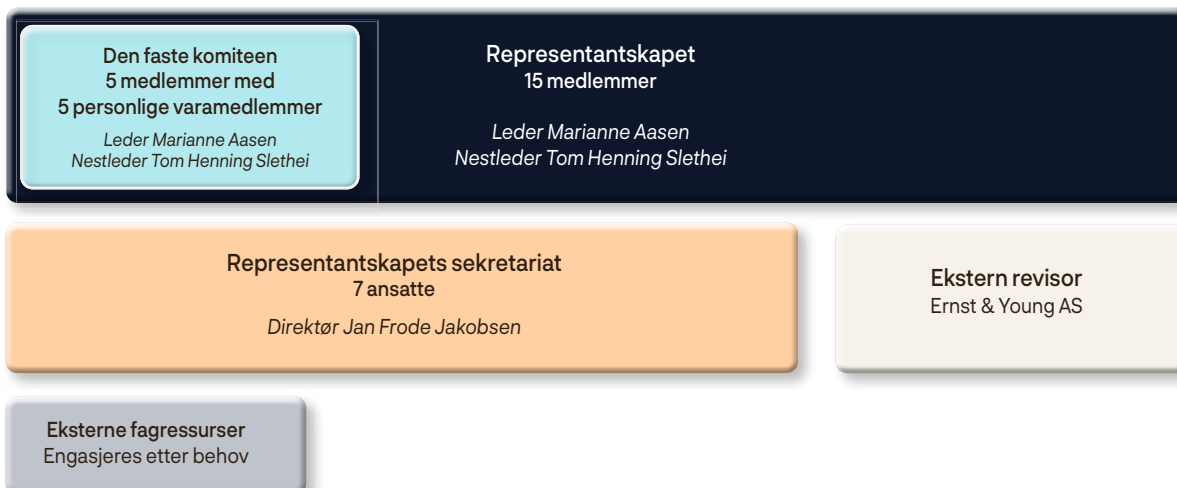 Den faste komiteen
5 medlemmer med
5 personlige varamedlemmer
Leder Marianne Aasen
Nestleder Tom Henning Slethei
Representantskapet
15 medlemmer
Leder Marianne Aasen
Nestleder Tom Henning Slethei
Representantskapets sekretariat
7 ansatte
Direktør Jan Frode Jakobsen
Ekstern revisor
Ernst & Young AS
Eksterne fagressurser
Engasjeres etter behov